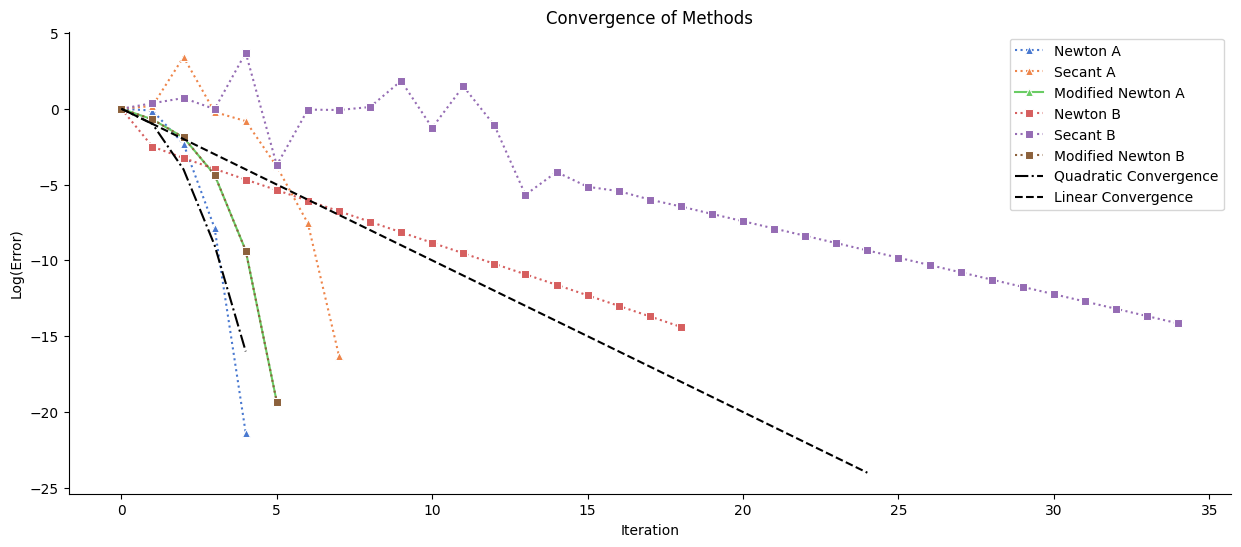 Convergence of Methods
Log(Error)
5
0
−5
−10
−15
−20
−25
0
5
10
15
20
25
30
35
Iteration
Newton A
Secant A
Modified Newton A
Newton B
Secant B
Modified Newton B
Quadratic Convergence
Linear Convergence